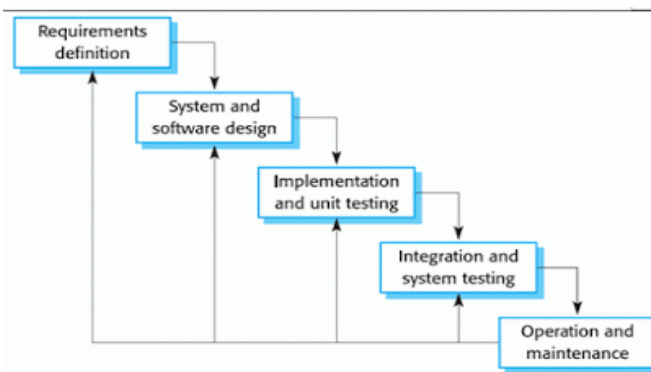 Requirements
definition
System and
software design
Implementation
and unit testing
Integration and
system testing
Operation and
maintenance